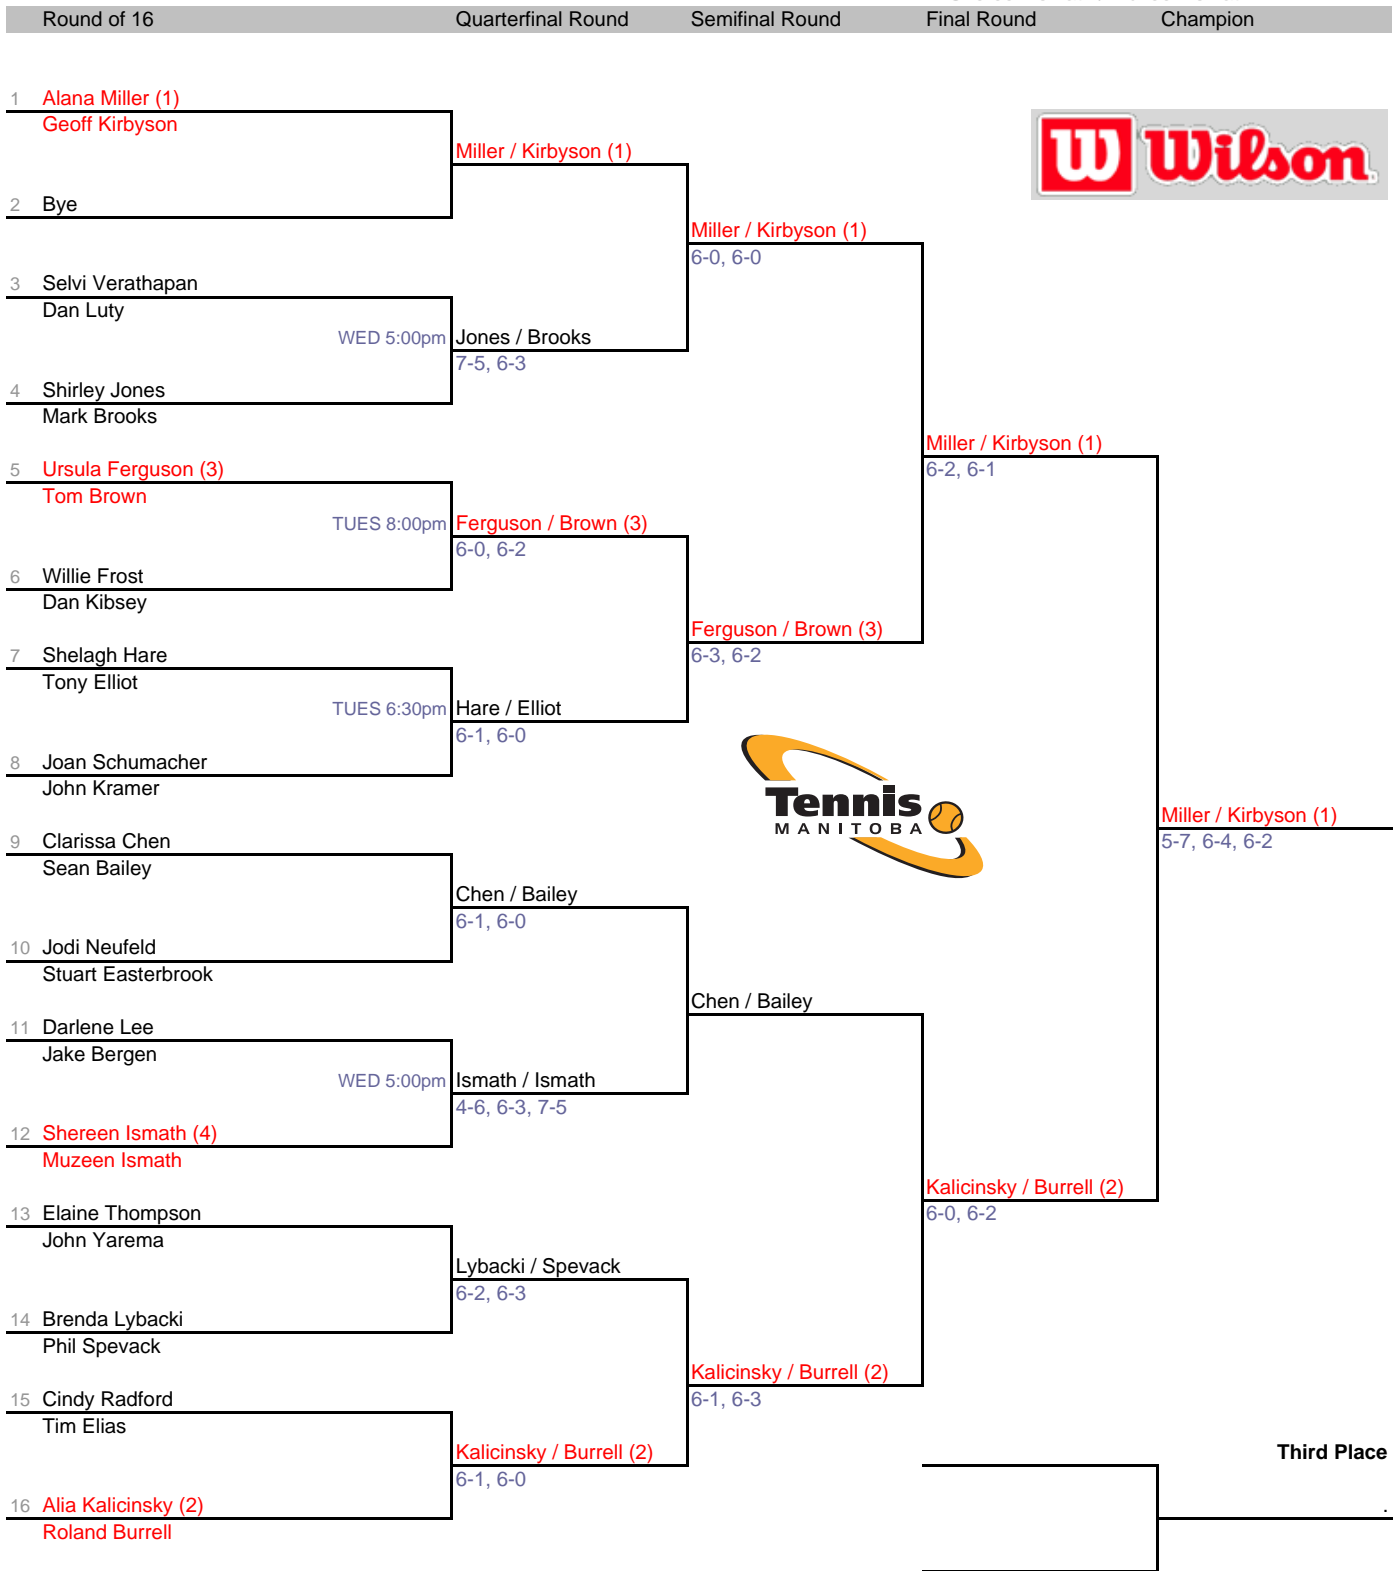 Round of 16 Quarterfinal Round Semifinal Round Final Round Champion
1 Alana Miller (1)
Geoff Kirbyson
Miller / Kirbyson (1)
2 Bye
Miller / Kirbyson (1)
6-0, 6-0
3 Selvi Verathapan
Dan Luty
WED 5:00pm Jones / Brooks
7-5, 6-3
4 Shirley Jones
Mark Brooks
Miller / Kirbyson (1)
6-2, 6-1
5 Ursula Ferguson (3)
Tom Brown
TUES 8:00pm Ferguson / Brown (3)
6-0, 6-2
6 Willie Frost
Dan Kibsey
Ferguson / Brown (3)
6-3, 6-2
7 Shelagh Hare
Tony Elliot
TUES 6:30pm Hare / Elliot
6-1, 6-0
8 Joan Schumacher
John Kramer
Miller / Kirbyson (1)
5-7, 6-4, 6-2
9 Clarissa Chen
Sean Bailey
Chen / Bailey
6-1, 6-0
10 Jodi Neufeld
Stuart Easterbrook
Chen / Bailey
11 Darlene Lee
Jake Bergen
WED 5:00pm Ismath / Ismath
4-6, 6-3, 7-5
12 Shereen Ismath (4)
Muzeen Ismath
Kalicinsky / Burrell (2)
6-0, 6-2
13 Elaine Thompson
John Yarema
Lybacki / Spevack
6-2, 6-3
14 Brenda Lybacki
Phil Spevack
Kalicinsky / Burrell (2)
6-1, 6-3
15 Cindy Radford
Tim Elias
Kalicinsky / Burrell (2)
6-1, 6-0
16 Alia Kalicinsky (2)
Roland Burrell
Third Place
.
W Wilson.
Tennis
MANITOBA